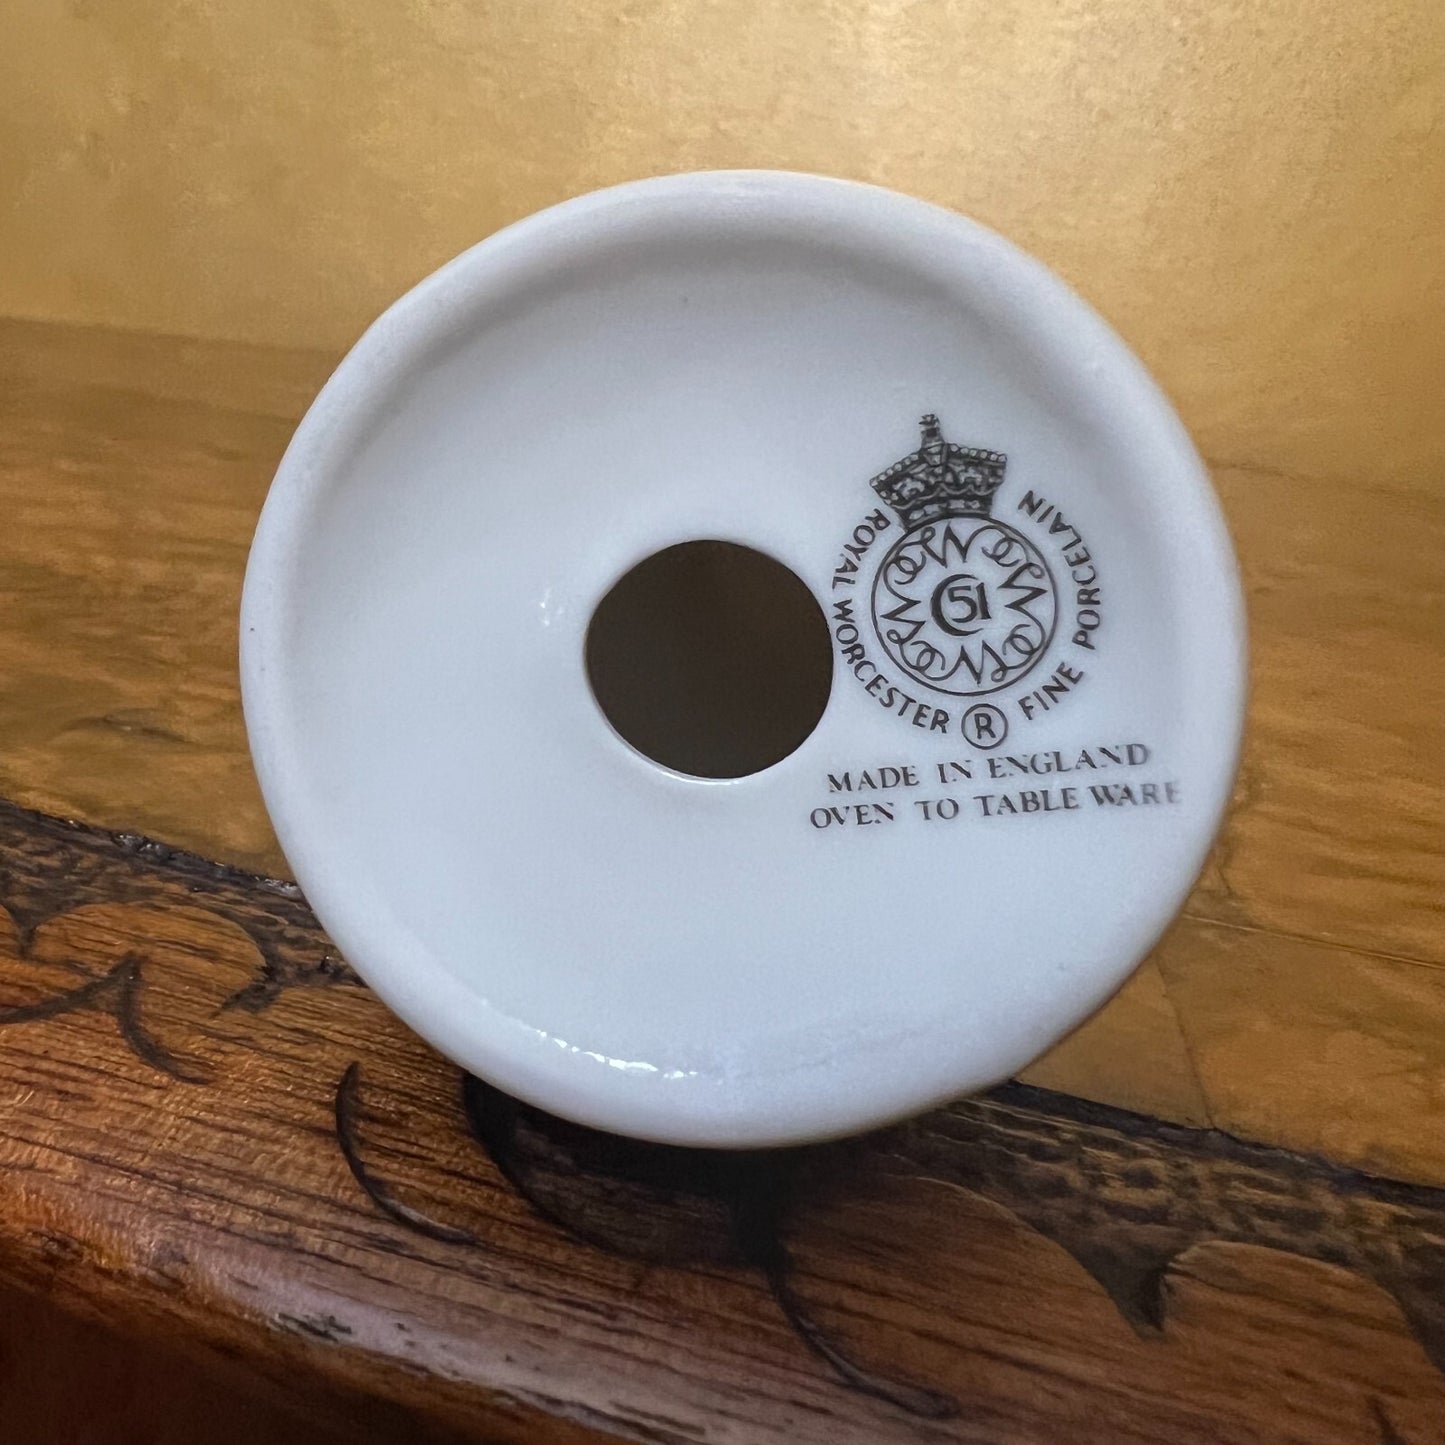 ROYAL WORCESTER ® FINE PORCELAIN
51
MADE IN ENGLAND
OVEN TO TABLE WARE